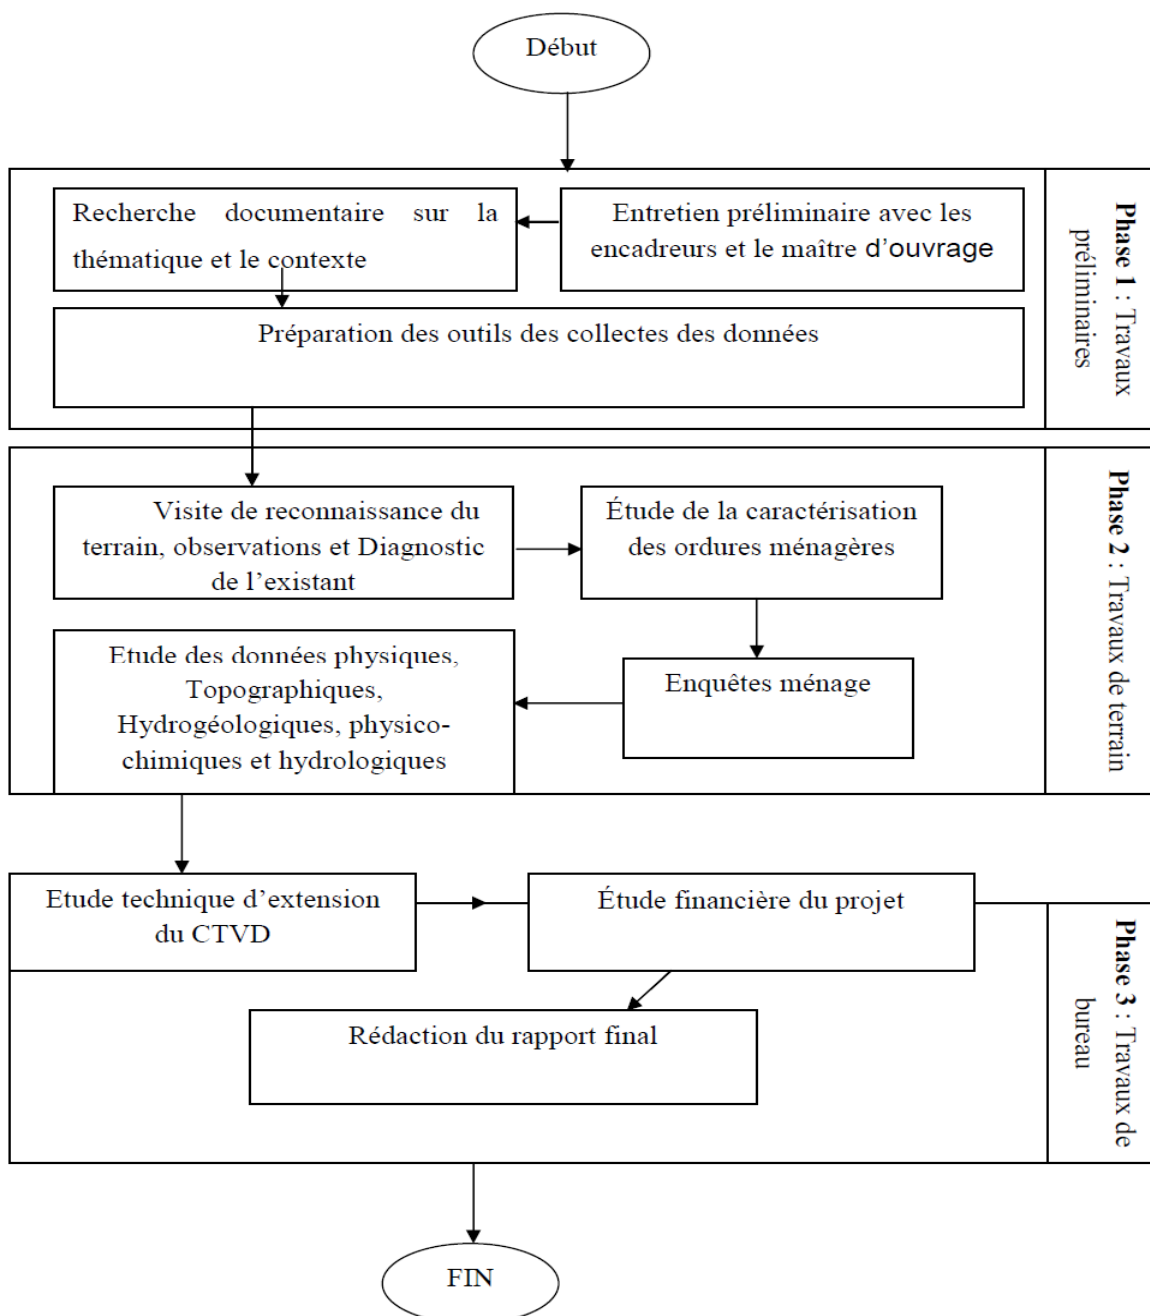 Début
Entretien préliminaire avec les
encadreurs et le maître d’ouvrage
Recherche documentaire sur la
thématique et le contexte
Préparation des outils des collectes des données
Phase 1 : Travaux
préliminaires
Visite de reconnaissance du
terrain, observations et Diagnostic
de l’existant
Étude de la caractérisation
des ordures ménagères
Enquêtes ménage
Etude des données physiques,
Topographiques,
Hydrogéologiques, physico-
chimiques et hydrologiques
Phase 2 : Travaux de terrain
Etude technique d’extension
du CTVD
Étude financière du projet
Rédaction du rapport final
Phase 3 : Travaux de
bureau
FIN